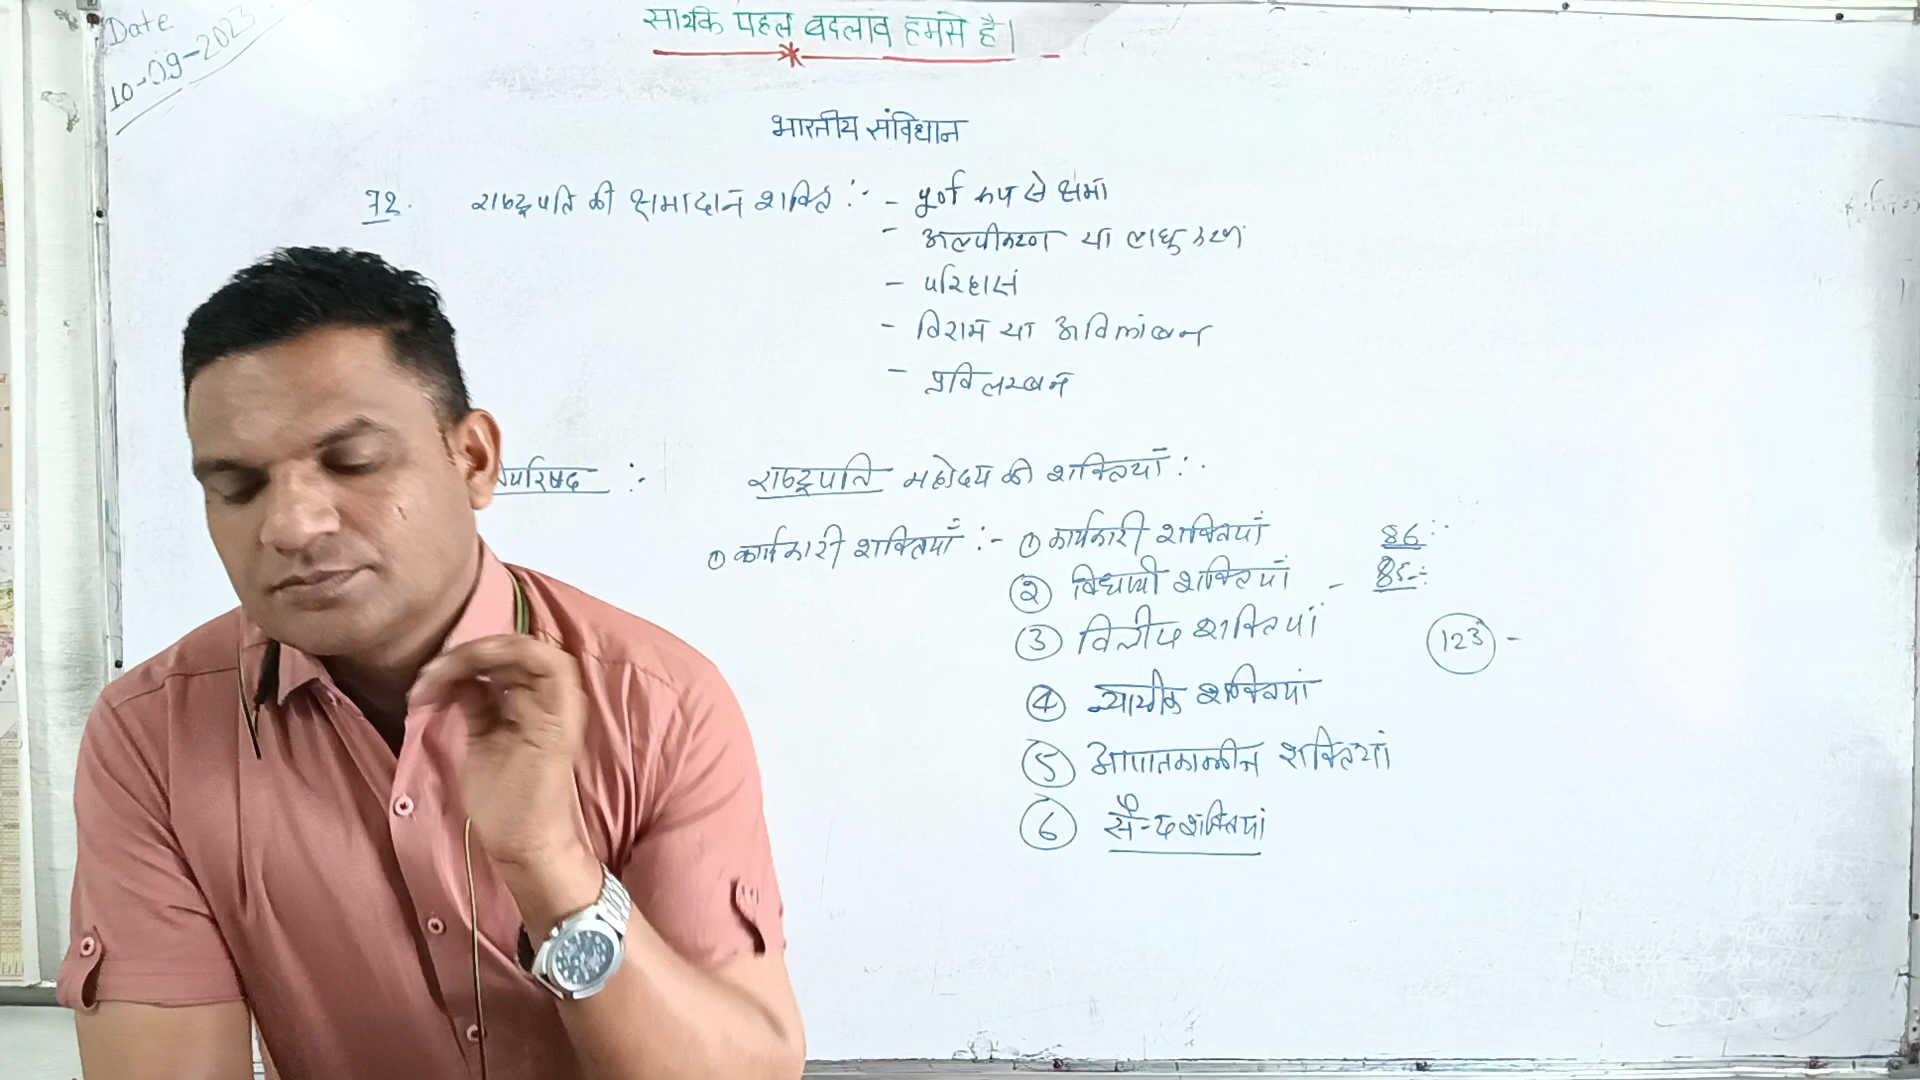 Date
10-09-2023
सार्थक पहल बदलाव हमसे है।
भारतीय संविधान
72. राष्ट्रपति की क्षमादान शक्ति :- - पूर्ण रूप से क्षमा
- अल्पीकरण या लघुकरण
- परिहास
- विराम या अविलंबन
- प्रविलम्बन
परिषद :- राष्ट्रपति महोदय की शक्तियाँ :-
① कार्यकारी शक्तियाँ :- ① कार्यकारी शक्तियाँ 86 :-
② विधायी शक्तियाँ - 85 :-
③ वित्तीय शक्तियां 123 -
④ न्यायीक शक्तियां
⑤ आपातकालीन शक्तियां
⑥ सैन्य शक्तियां